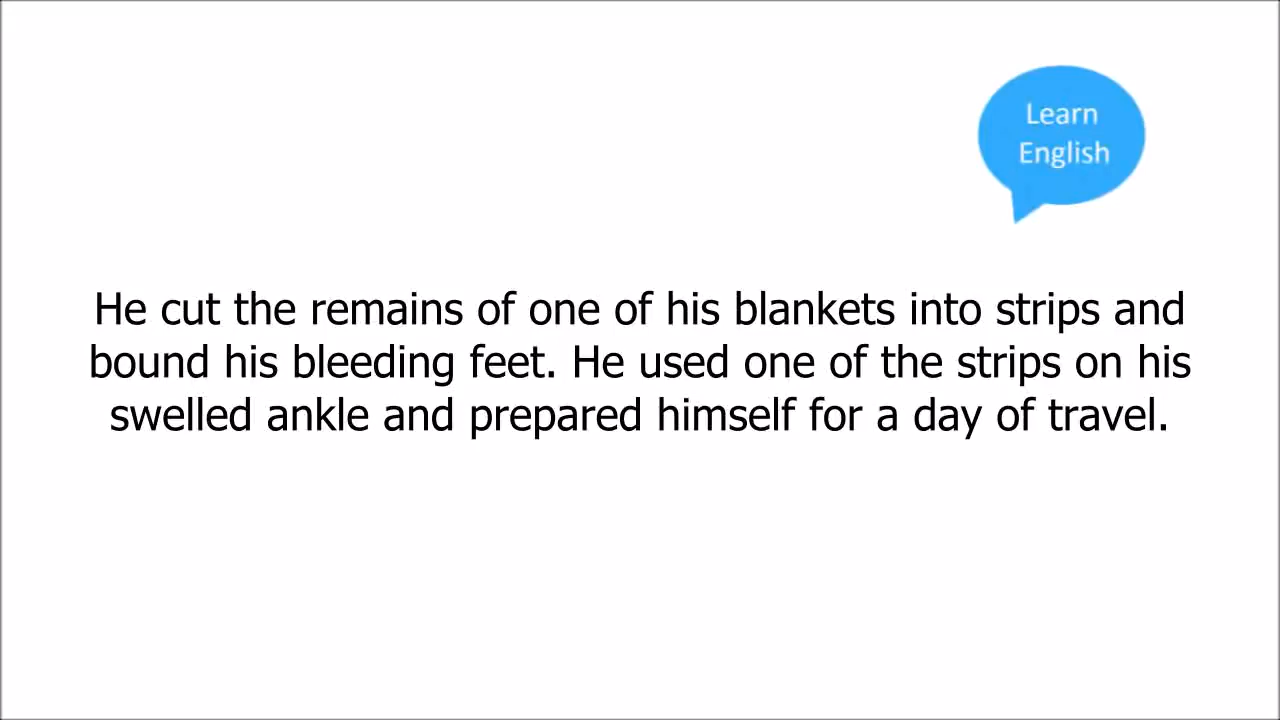 Learn
English
He cut the remains of one of his blankets into strips and
bound his bleeding feet. He used one of the strips on his
swelled ankle and prepared himself for a day of travel.